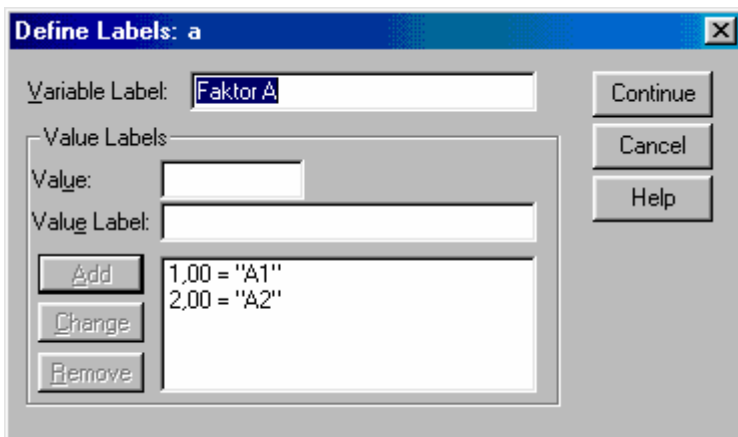 Define Labels: a
Variable Label: Faktor A
Continue
Value Labels
Cancel
Value:
Help
Value Label:
Add
1,00 = "A1"
2,00 = "A2"
Change
Remove